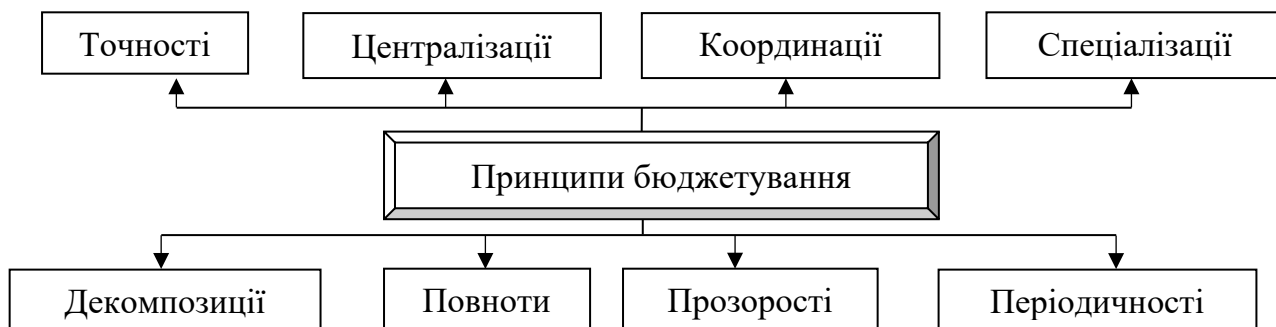 Точності
Централізації
Координації
Спеціалізації
Принципи бюджетування
Декомпозиції
Повноти
Прозорості
Періодичності